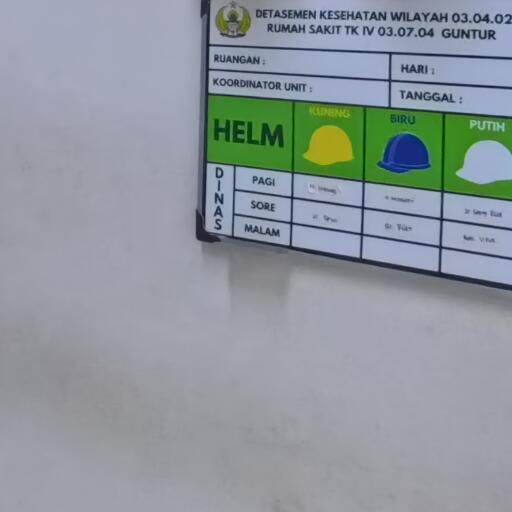 DETASEMEN KESEHATAN WILAYAH 03.04.02
RUMAH SAKIT TK IV 03.07.04 GUNTUR
RUANGAN :
HARI :
KOORDINATOR UNIT :
TANGGAL :
HELM
KUNING
BIRU
PUTIH
DINAS
PAGI
SORE
MALAM